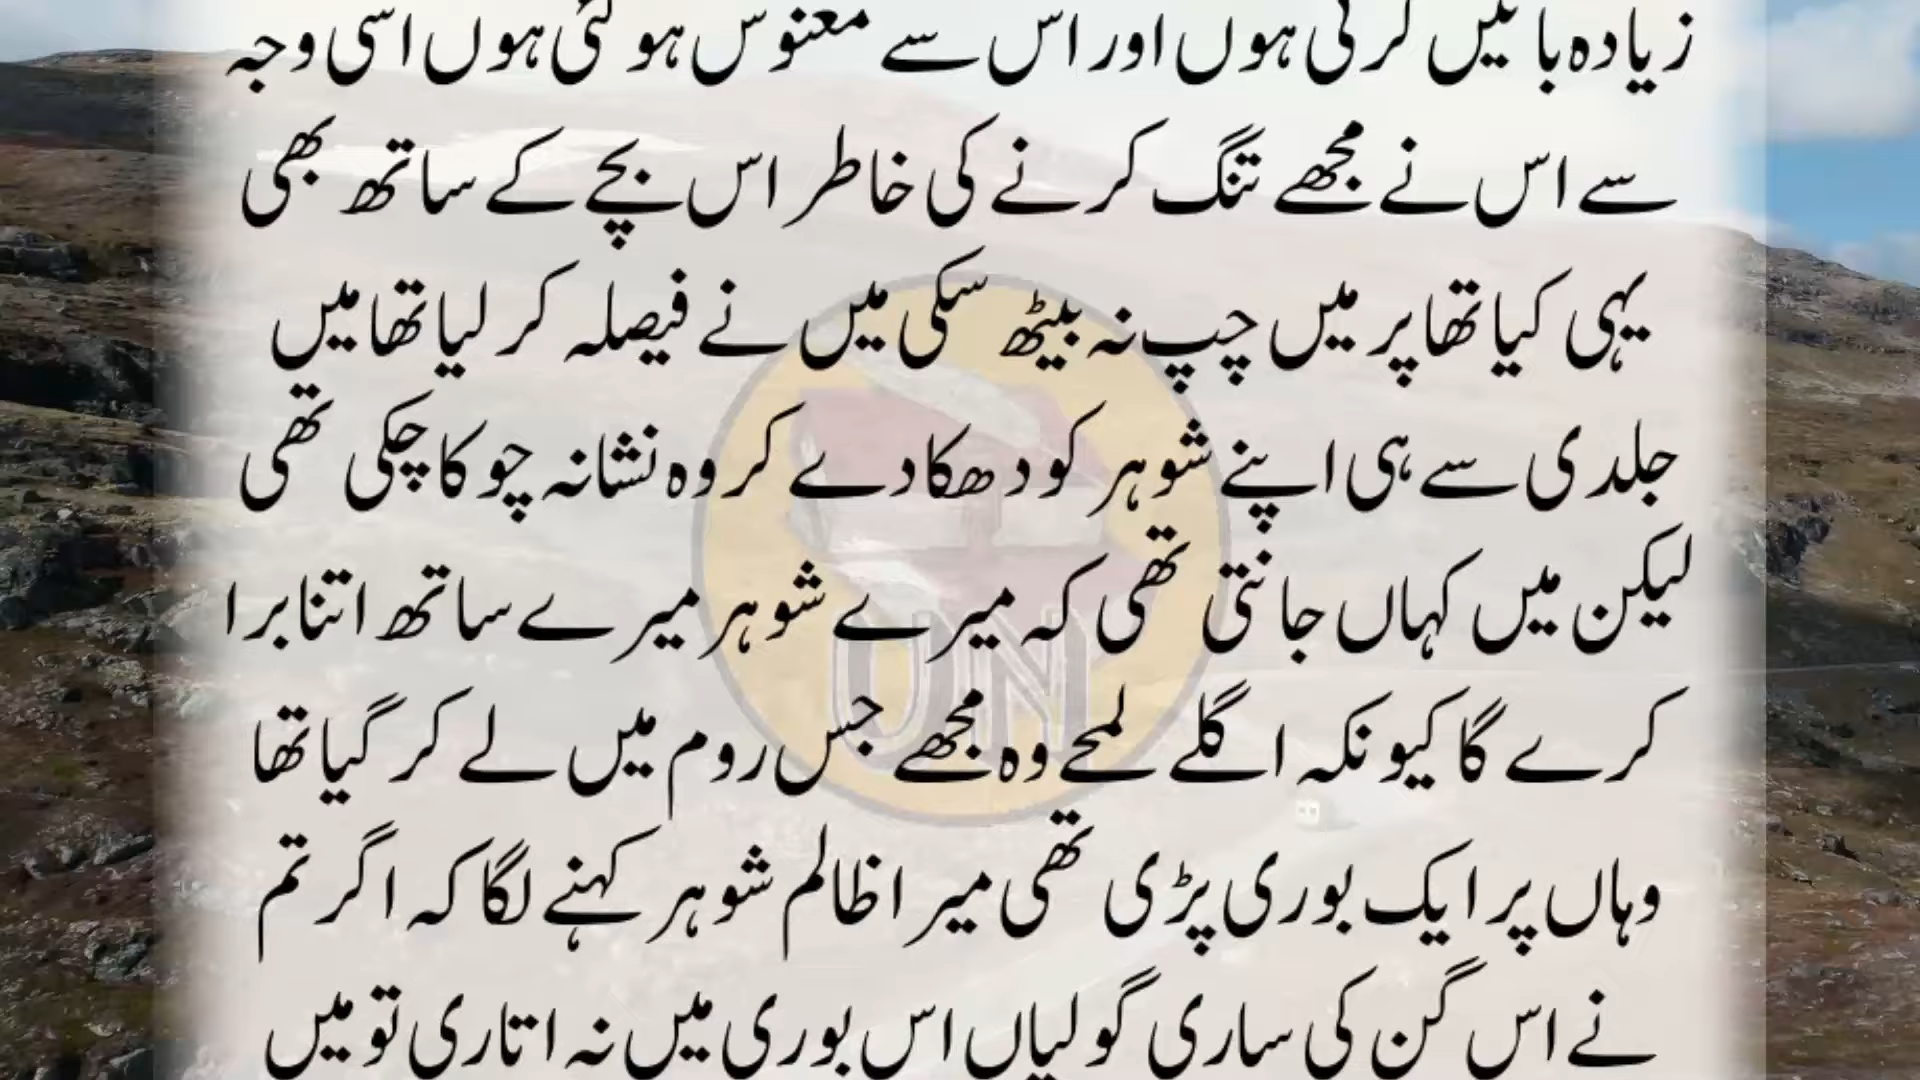 زیادہ باتیں کرتی ہوں اور اس سے معنوس ہو گئی ہوں اسی وجہ
سے اس نے مجھے تنگ کرنے کی خاطر اس بچے کے ساتھ بھی
یہی کیا تھا پر میں چپ نہ بیٹھ سکی میں نے فیصلہ کر لیا تھا میں
جلدی سے ہی اپنے شوہر کو دھکا دے کر وہ نشانہ چوکا چکی تھی
لیکن میں کہاں جانتی تھی کہ میرے شوہر میرے ساتھ اتنا برا
کرے گا کیونکہ اگلے لمحے وہ مجھے جس روم میں لے کر گیا تھا
وہاں پر ایک بوری پڑی تھی میرا ظالم شوہر کہنے لگا کہ اگر تم
نے اس گن کی ساری گولیاں اس بوری میں نہ اتاری تو میں
UN